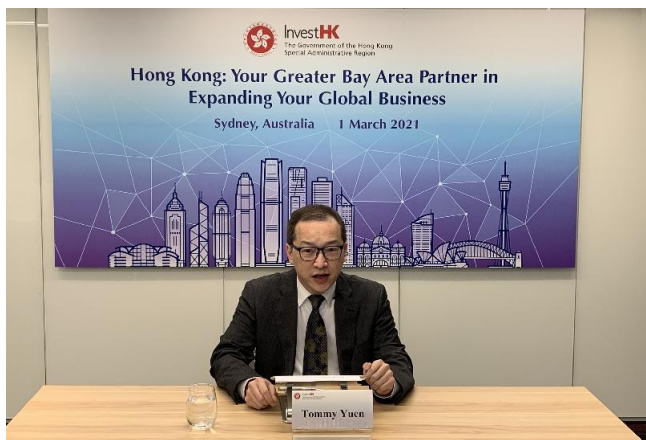 InvestHK
The Government of the Hong Kong
Special Administrative Region
Hong Kong: Your Greater Bay Area Partner in
Expanding Your Global Business
Sydney, Australia 1 March 2021
Tommy Yuen